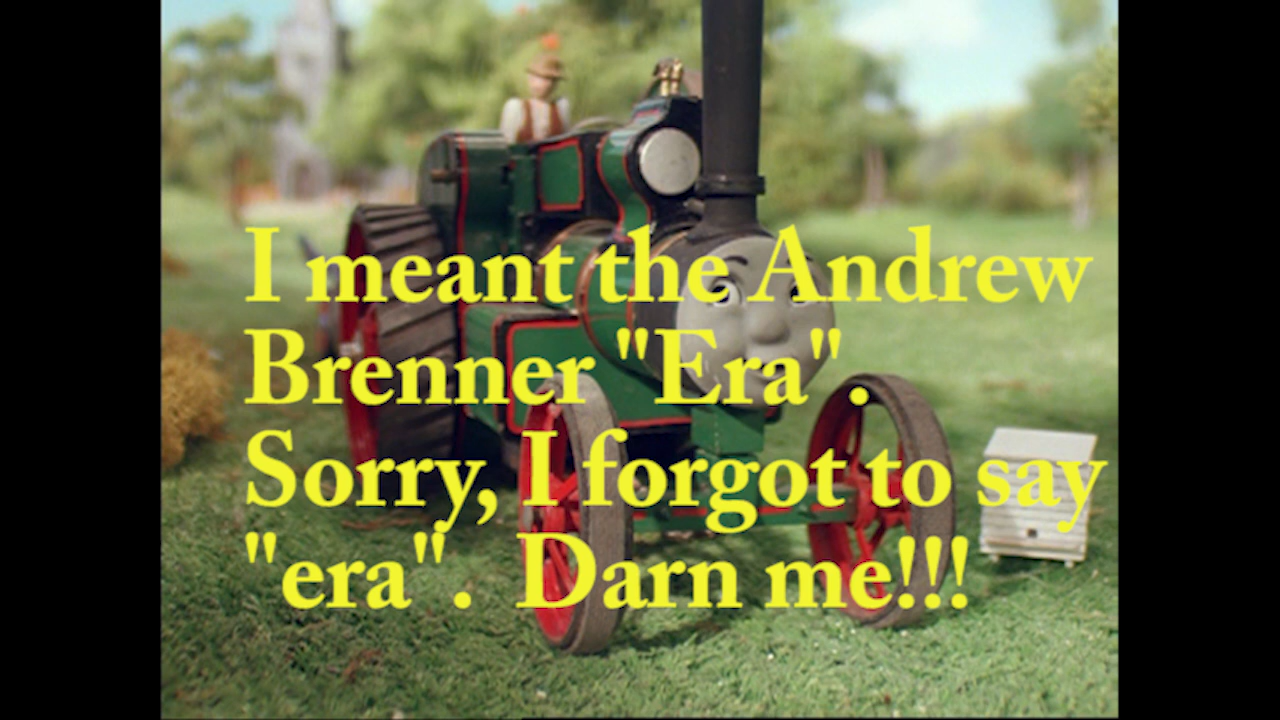 I meant the Andrew
Brenner "Era".
Sorry, I forgot to say
"era".  Darn me!!!